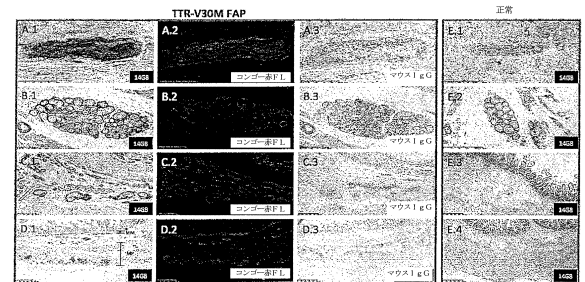 TTR-V30M FAP
正常
A.1
14G8
A.2
コンゴー赤FL
A.3
マウスIgG
E.1
14G8
B.1
14G8
B.2
コンゴー赤FL
B.3
マウスIgG
E.2
14G8
C.1
14G8
C.2
コンゴー赤FL
C.3
マウスIgG
E.3
14G8
D.1
14G8
D.2
コンゴー赤FL
D.3
マウスIgG
E.4
14G8